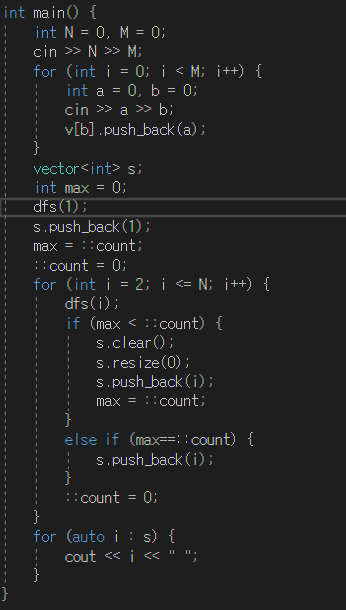 int main() {
    int N = 0, M = 0;
    cin >> N >> M;
    for (int i = 0; i < M; i++) {
        int a = 0, b = 0;
        cin >> a >> b;
        v[b].push_back(a);
    }
    vector<int> s;
    int max = 0;
    dfs(1);
    s.push_back(1);
    max = ::count;
    ::count = 0;
    for (int i = 2; i <= N; i++) {
        dfs(i);
        if (max < ::count) {
            s.clear();
            s.resize(0);
            s.push_back(i);
            max = ::count;
        }
        else if (max==::count) {
            s.push_back(i);
        }
        ::count = 0;
    }
    for (auto i : s) {
        cout << i << " ";
    }
}